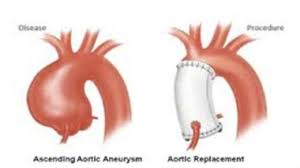 Disease
Procedure
Ascending Aortic Aneurysm
Aortic Replacement